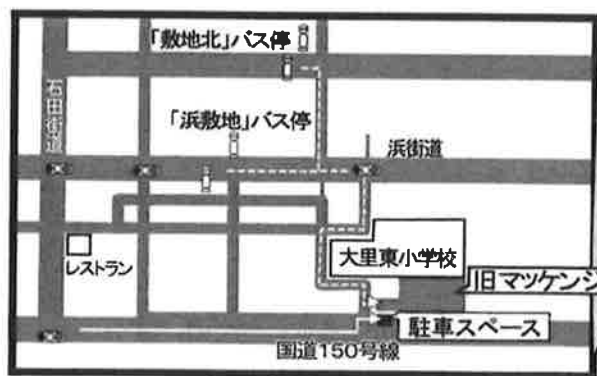 「敷地北」バス停
石田街道
「浜敷地」バス停
浜街道
大里東小学校
レストラン
旧マッケンジ
駐車スペース
国道150号線